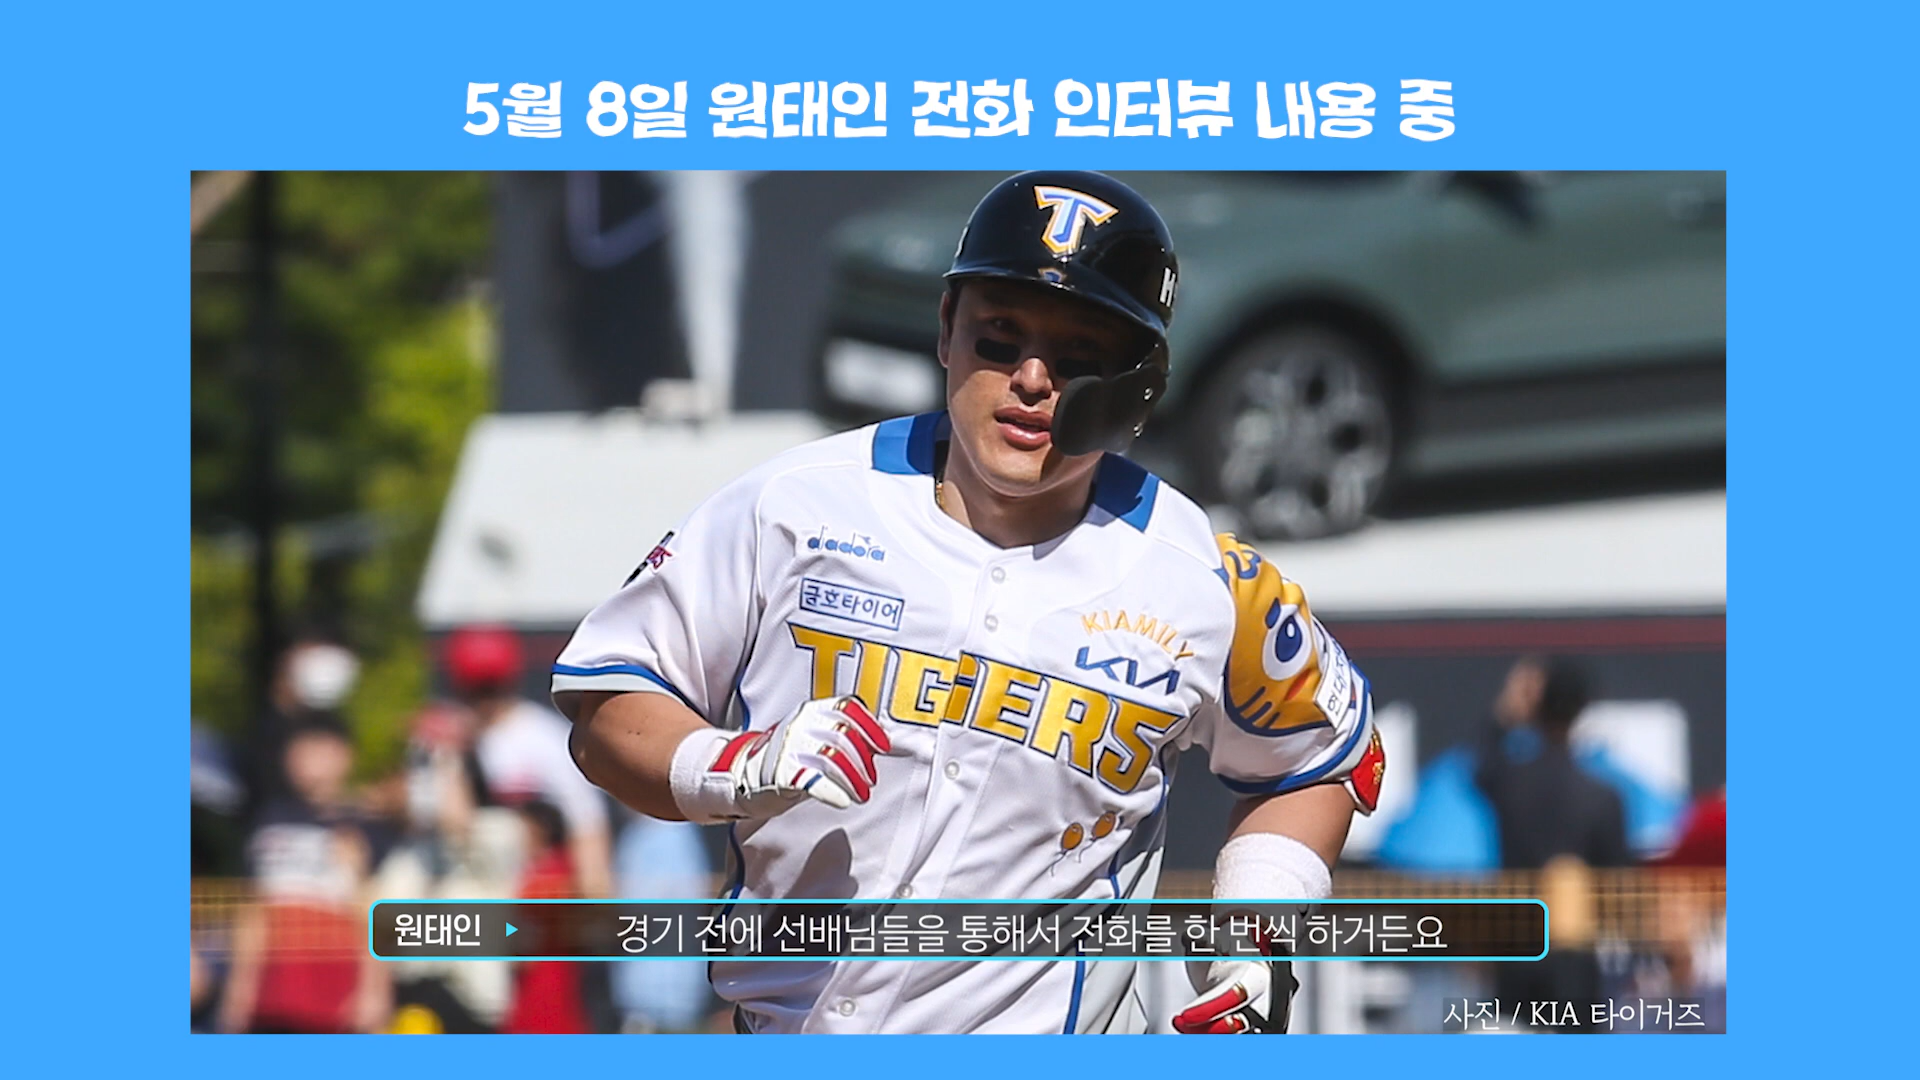 5월 8일 원태인 전화 인터뷰 내용 중
T
H
diadora
금호타이어
KIAMILY
KIA
TIGERS
원태인
경기 전에 선배님들을 통해서 전화를 한 번씩 하거든요
사진 / KIA 타이거즈